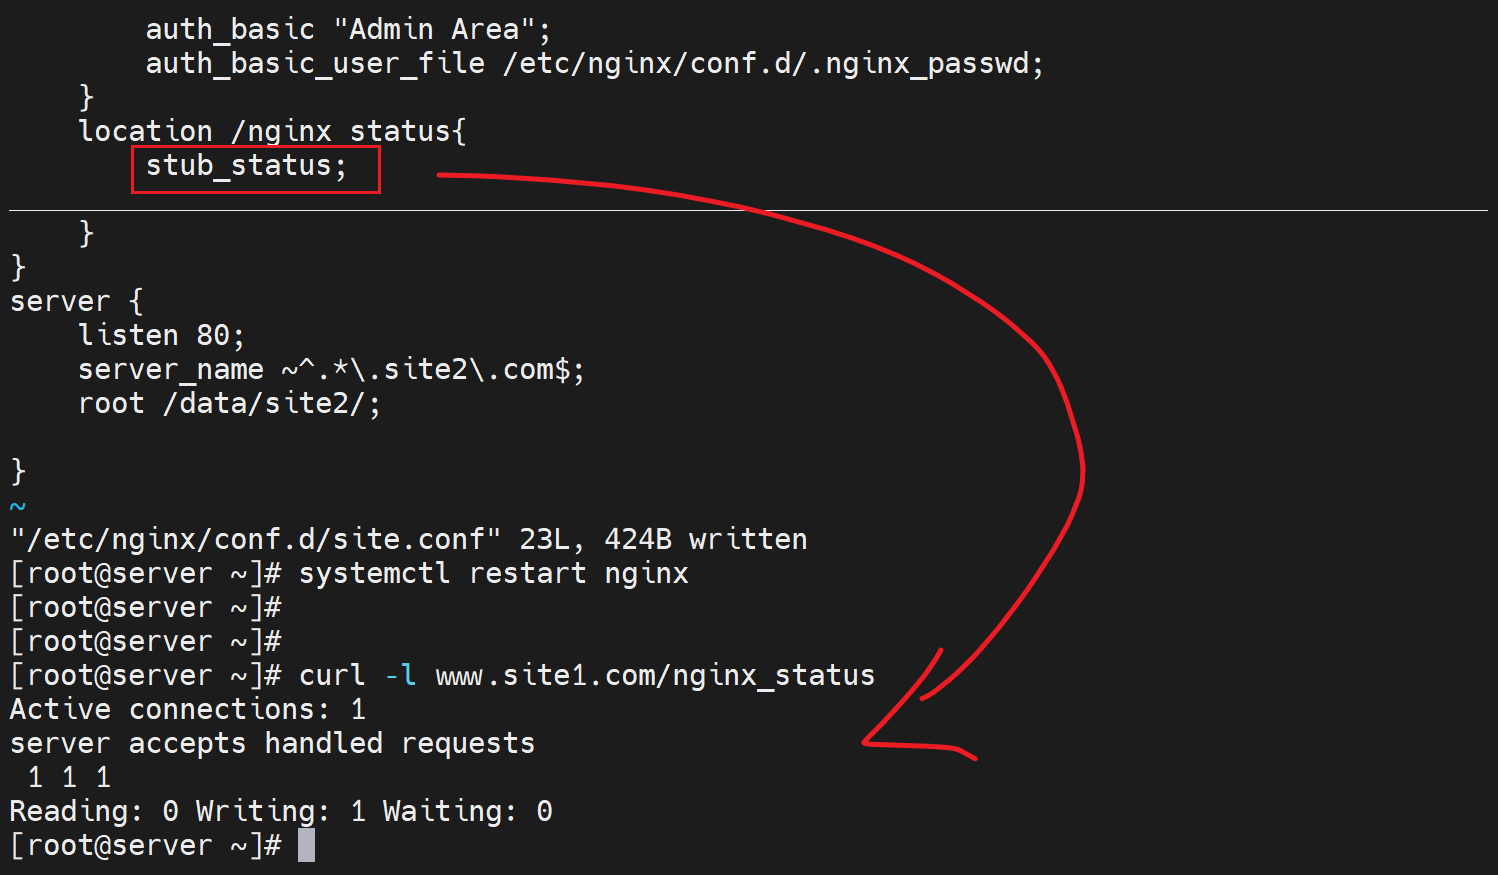 auth_basic "Admin Area";
auth_basic_user_file /etc/nginx/conf.d/.nginx_passwd;
}
location /nginx status{
stub_status;
}
}
server {
listen 80;
server_name ~^.*\.site2\.com$;
root /data/site2/;
}
~
"/etc/nginx/conf.d/site.conf" 23L, 424B written
[root@server ~]# systemctl restart nginx
[root@server ~]#
[root@server ~]#
[root@server ~]# curl -l www.site1.com/nginx_status
Active connections: 1
server accepts handled requests
1 1 1
Reading: 0 Writing: 1 Waiting: 0
[root@server ~]#